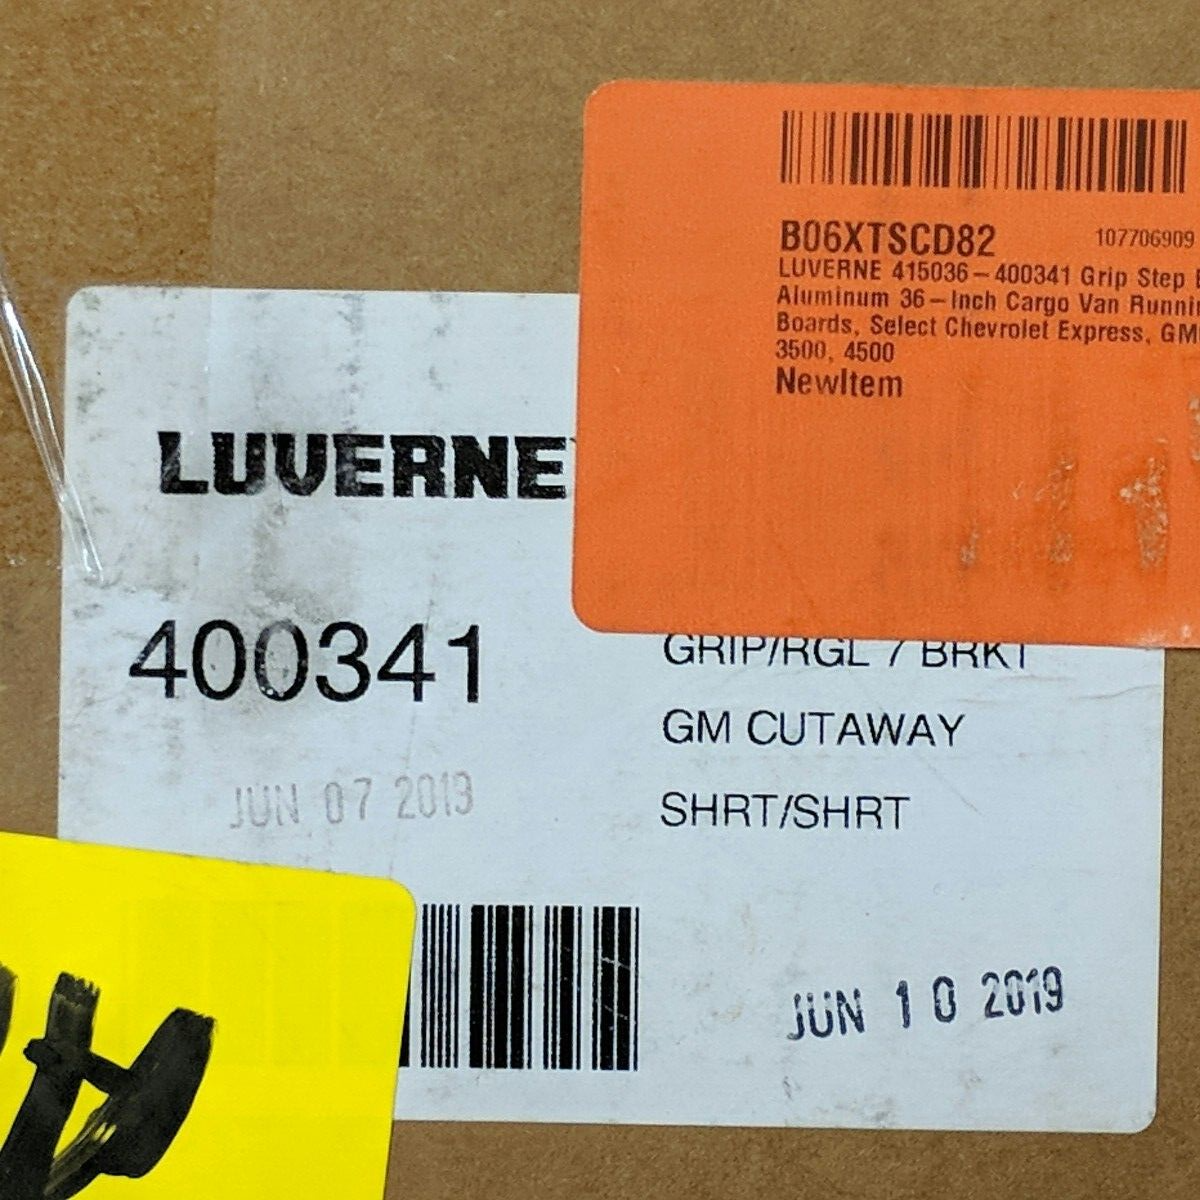 B06XTSCD82 107706909
LUVERNE 415036-400341 Grip Step
Aluminum 36-Inch Cargo Van
Boards, Select Chevrolet Express,
3500, 4500
NewItem
LUVERNE
400341
GRIP/RGL 7 BRKT
GM CUTAWAY
SHRT/SHRT
JUN 07 2019
JUN 10 2019